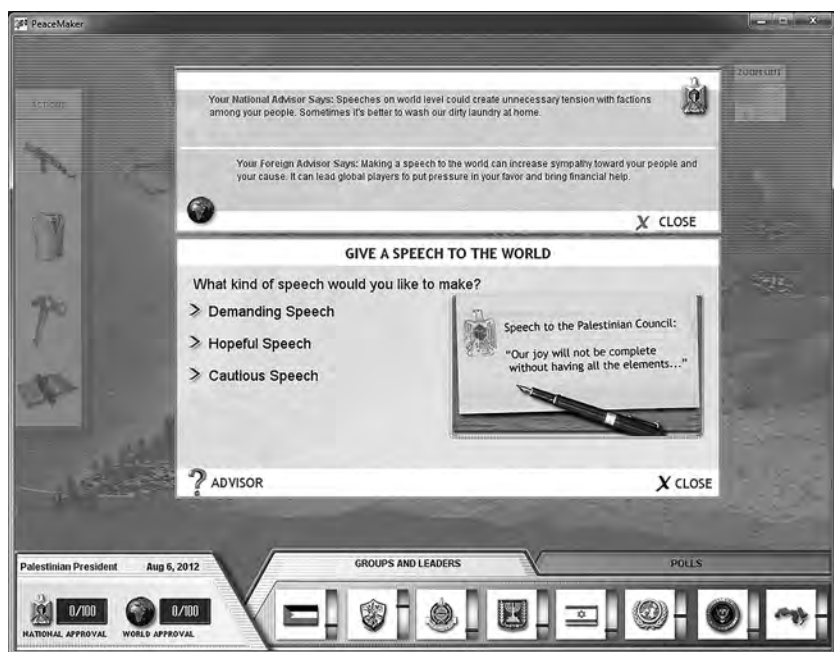 PeaceMaker
ZOOM OUT
ACTIONS
Your National Advisor Says: Speeches on world level could create unnecessary tension with factions
among your people. Sometimes it's better to wash our dirty laundry at home.
Your Foreign Advisor Says: Making a speech to the world can increase sympathy toward your people and
your cause. It can lead global players to put pressure in your favor and bring financial help.
X CLOSE
GIVE A SPEECH TO THE WORLD
What kind of speech would you like to make?
> Demanding Speech
> Hopeful Speech
> Cautious Speech
Speech to the Palestinian Council:
"Our joy will not be complete
without having all the elements..."
? ADVISOR
X CLOSE
Palestinian President Aug 6, 2012
GROUPS AND LEADERS
POLLS
0/100
0/100
NATIONAL APPROVAL
WORLD APPROVAL